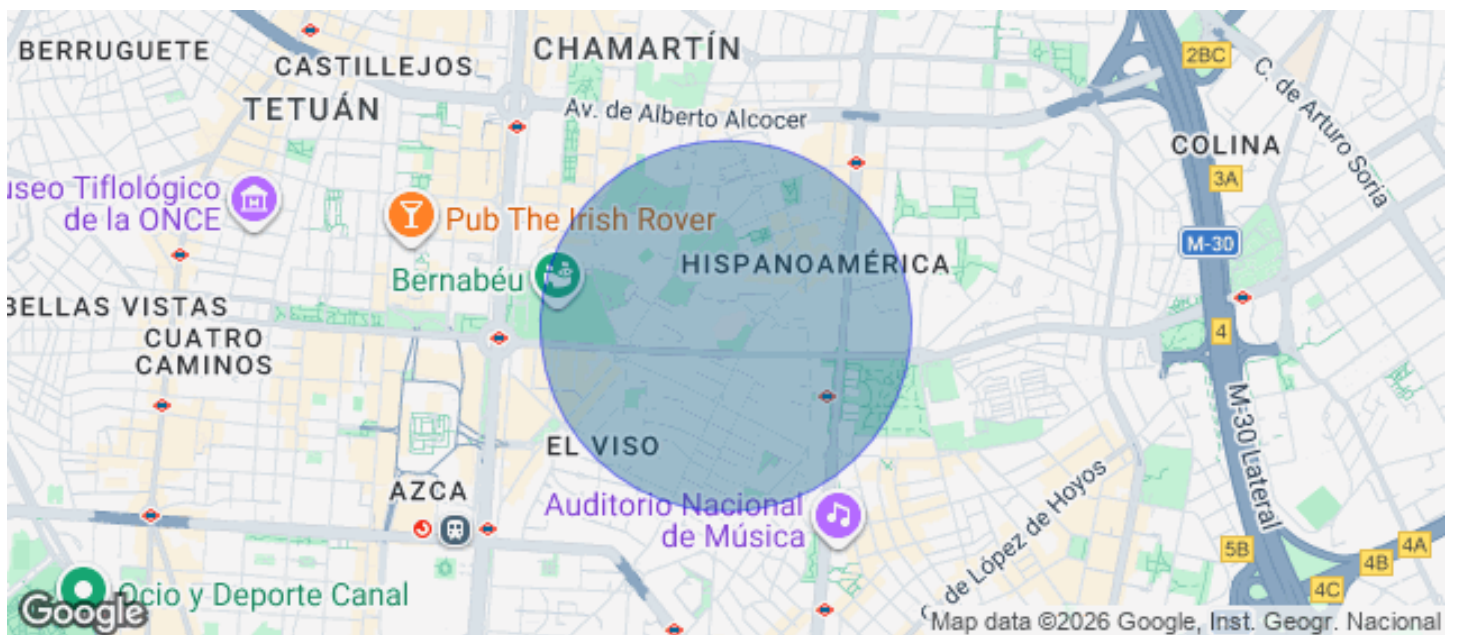 BERRUGUETE
CASTILLEJOS
CHAMARTÍN
2BC
C. de Arturo Soria
TETUÁN
Av. de Alberto Alcocer
COLINA
3A
useo Tiflológico
de la ONCE
Pub The Irish Rover
M-30
HISPANOAMÉRICA
Bernabéu
BELLAS VISTAS
CUATRO
CAMINOS
4
M-30 Lateral
EL VISO
AZCA
Auditorio Nacional
de Música
C. de López de Hoyos
5B
4A
4B
4C
Ocio y Deporte Canal
Google
Map data ©2026 Google, Inst. Geogr. Nacional